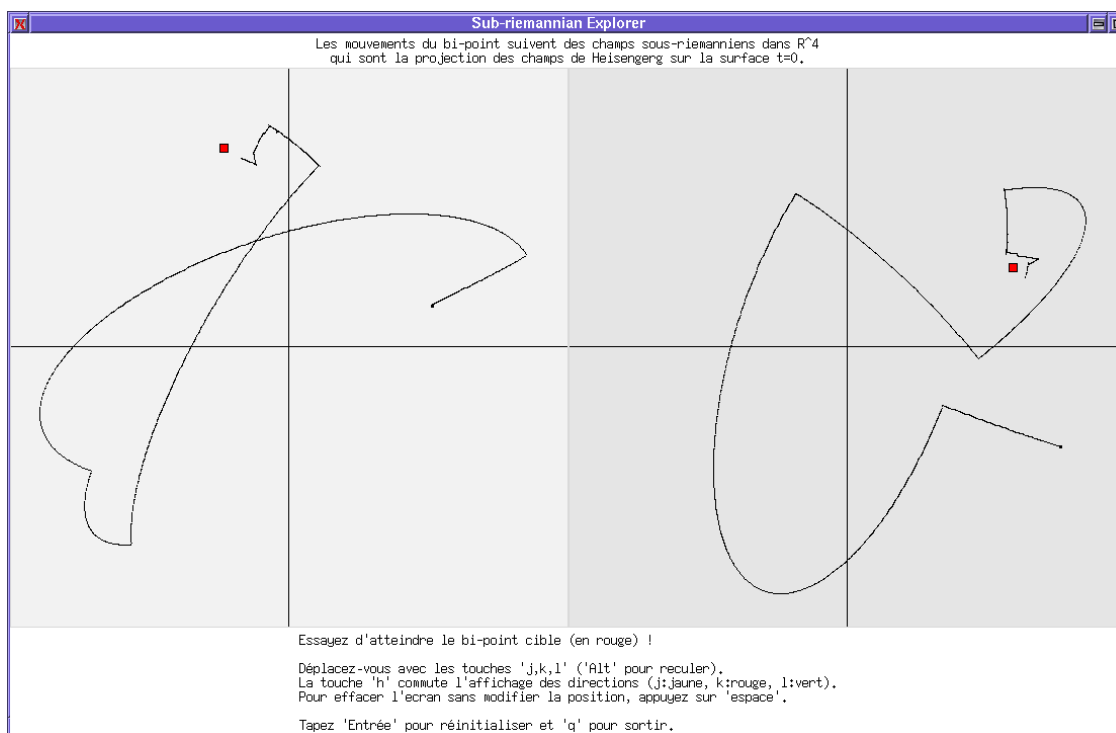 Sub-riemannian Explorer
Les mouvements du bi-point suivent des champs sous-riemanniens dans R^4
qui sont la projection des champs de Heisengerg sur la surface t=0.
Essayez d'atteindre le bi-point cible (en rouge) !
Déplacez-vous avec les touches 'j,k,l' ('Alt' pour reculer).
La touche 'h' commute l'affichage des directions (j:jaune, k:rouge, l:vert).
Pour effacer l'ecran sans modifier la position, appuyez sur 'espace'.
Tapez 'Entrée' pour réinitialiser et 'q' pour sortir.